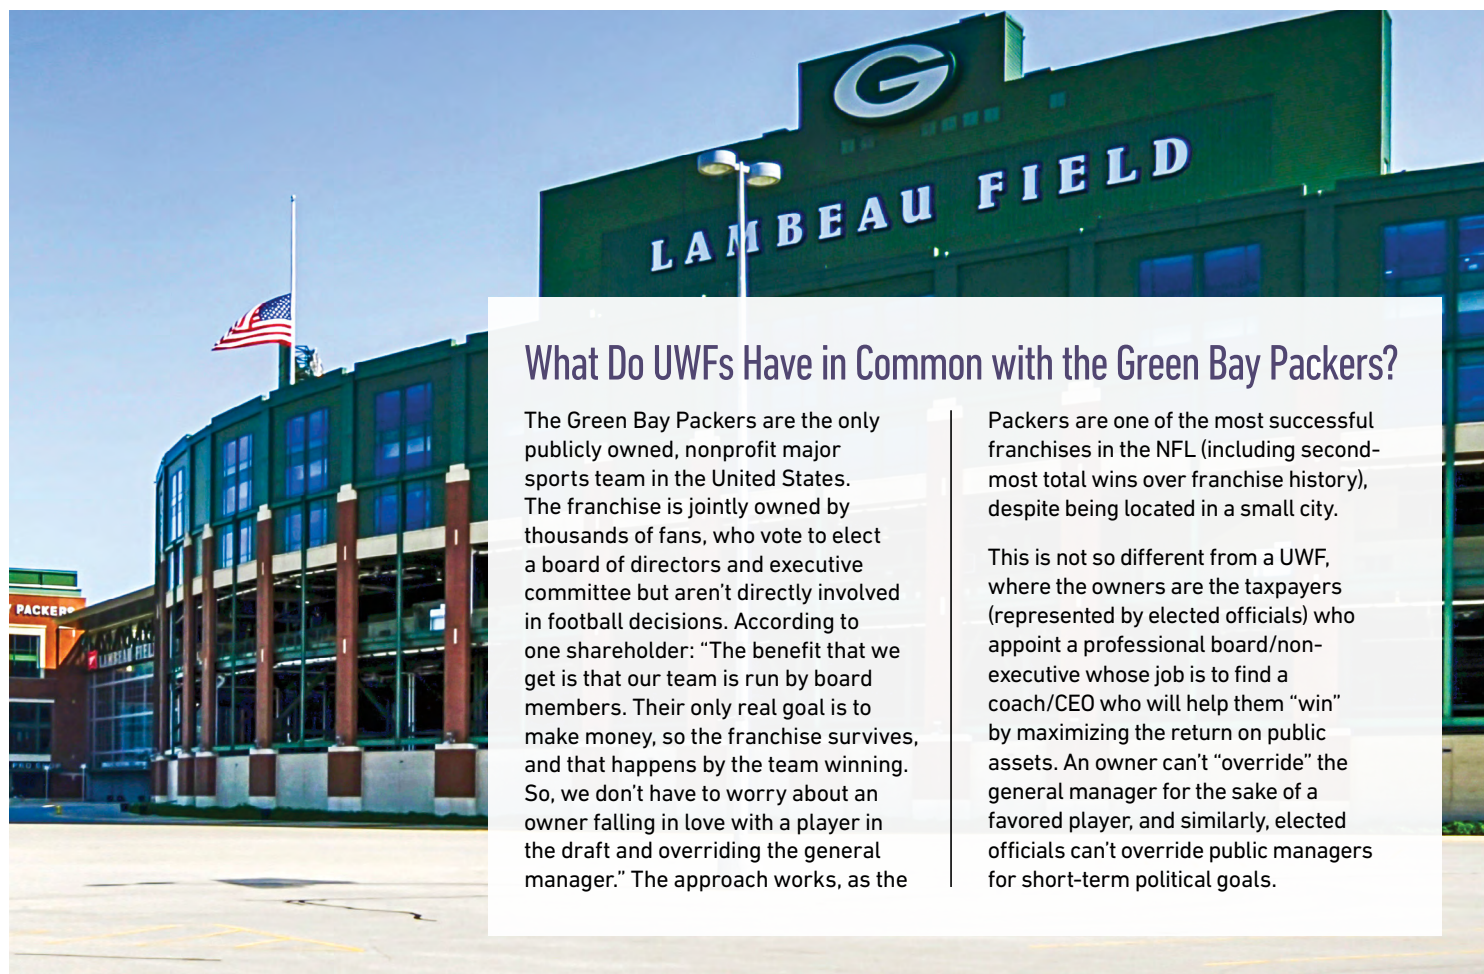 G
LAMBEAU FIELD
PACKERS
LAMBEAU FIEL
What Do UWFs Have in Common with the Green Bay Packers?
The Green Bay Packers are the only
publicly owned, nonprofit major
sports team in the United States.
The franchise is jointly owned by
thousands of fans, who vote to elect
a board of directors and executive
committee but aren’t directly involved
in football decisions. According to
one shareholder: “The benefit that we
get is that our team is run by board
members. Their only real goal is to
make money, so the franchise survives,
and that happens by the team winning.
So, we don’t have to worry about an
owner falling in love with a player in
the draft and overriding the general
manager.” The approach works, as the
Packers are one of the most successful
franchises in the NFL (including second-
most total wins over franchise history),
despite being located in a small city.
This is not so different from a UWF,
where the owners are the taxpayers
(represented by elected officials) who
appoint a professional board/non-
executive whose job is to find a
coach/CEO who will help them “win”
by maximizing the return on public
assets. An owner can’t “override” the
general manager for the sake of a
favored player, and similarly, elected
officials can’t override public managers
for short-term political goals.